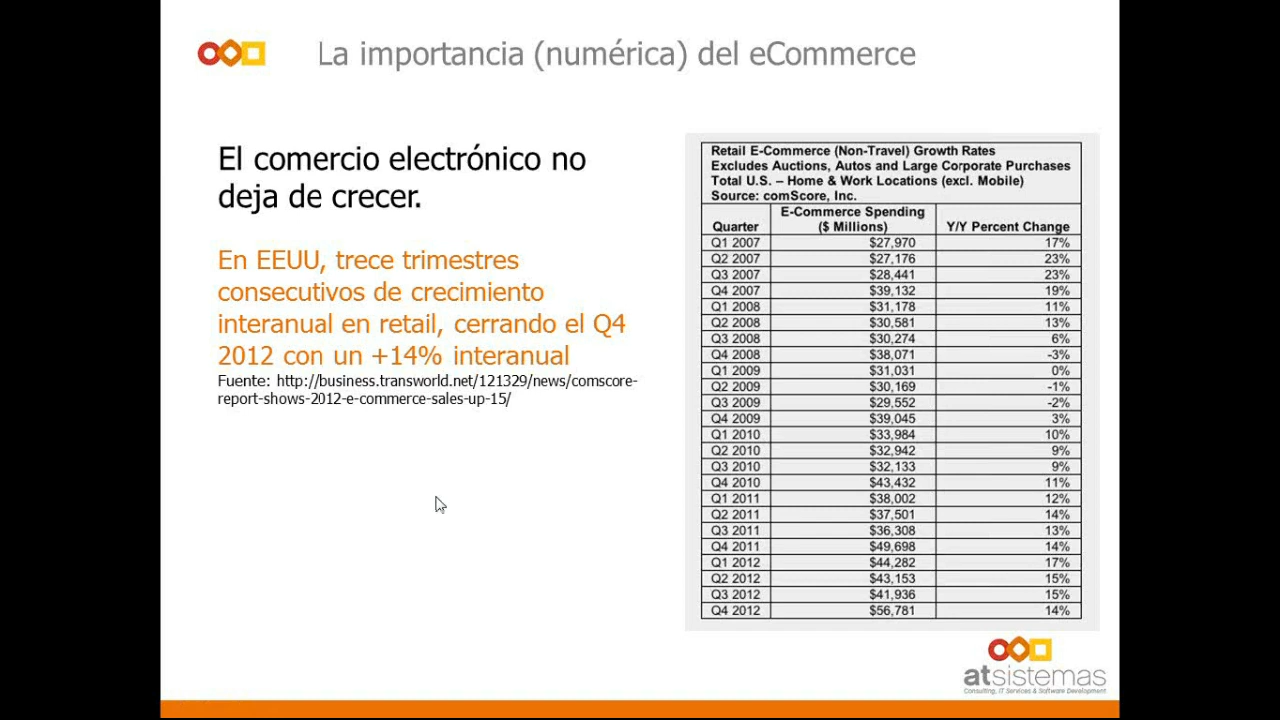 La importancia (numérica) del eCommerce
El comercio electrónico no
deja de crecer.
En EEUU, trece trimestres
consecutivos de crecimiento
interanual en retail, cerrando el Q4
2012 con un +14% interanual
Fuente: http://business.transworld.net/121329/news/comscore-
report-shows-2012-e-commerce-sales-up-15/
Retail E-Commerce (Non-Travel) Growth Rates
Excludes Auctions, Autos and Large Corporate Purchases
Total U.S. – Home & Work Locations (excl. Mobile)
Source: comScore, Inc.
E-Commerce Spending
Quarter ($ Millions) Y/Y Percent Change
Q1 2007 $27,970 17%
Q2 2007 $27,176 23%
Q3 2007 $28,441 23%
Q4 2007 $39,132 19%
Q1 2008 $31,178 11%
Q2 2008 $30,581 13%
Q3 2008 $30,274 6%
Q4 2008 $38,071 -3%
Q1 2009 $31,031 0%
Q2 2009 $30,169 -1%
Q3 2009 $29,552 -2%
Q4 2009 $39,045 3%
Q1 2010 $33,984 10%
Q2 2010 $32,942 9%
Q3 2010 $32,133 9%
Q4 2010 $43,432 11%
Q1 2011 $38,002 12%
Q2 2011 $37,501 14%
Q3 2011 $36,308 13%
Q4 2011 $49,698 14%
Q1 2012 $44,282 17%
Q2 2012 $43,153 15%
Q3 2012 $41,936 15%
Q4 2012 $56,781 14%
atsistemas
Consulting, IT Services & Software Development